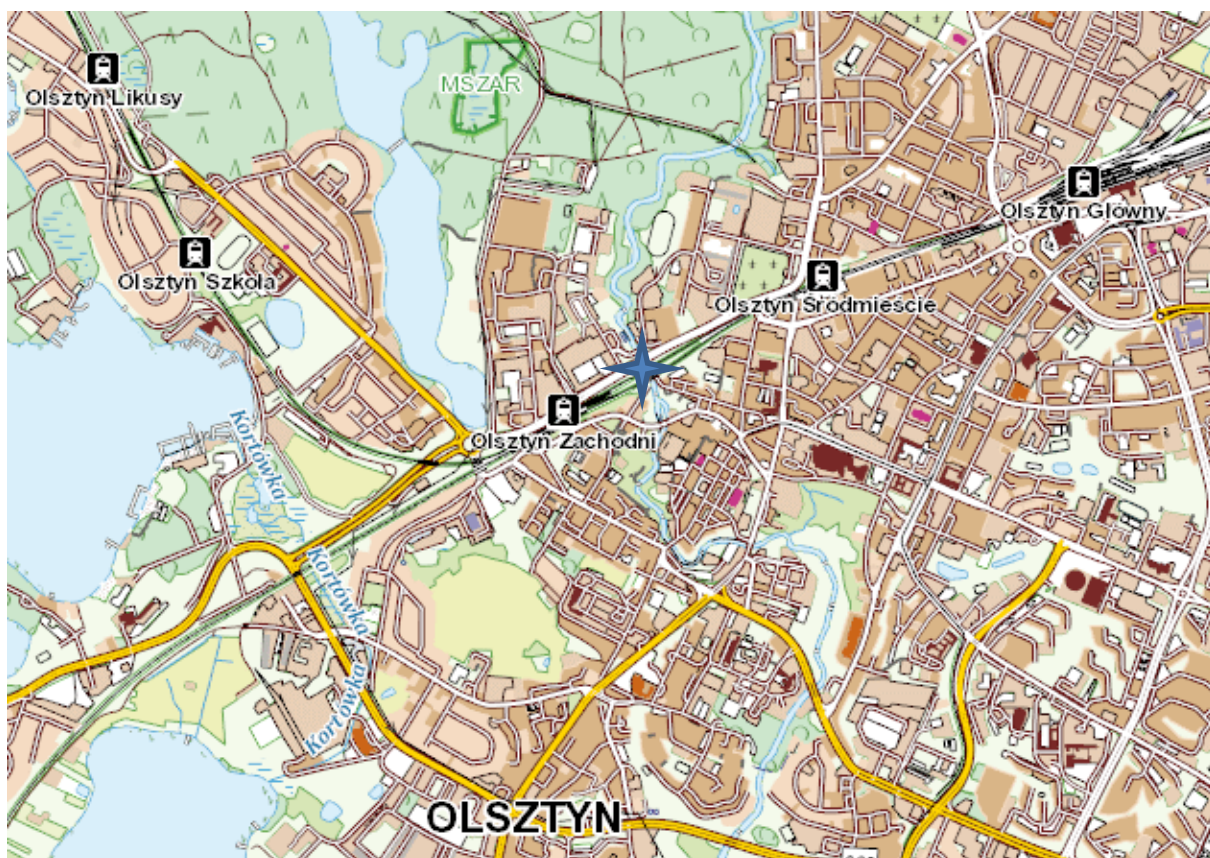 MSZAR
Olsztyn Likusy
Olsztyn Główny
Olsztyn Szkoła
Olsztyn Śródmieście
Olsztyn Zachodni
Kortówka
Kortówka
Kortówka
OLSZTYN